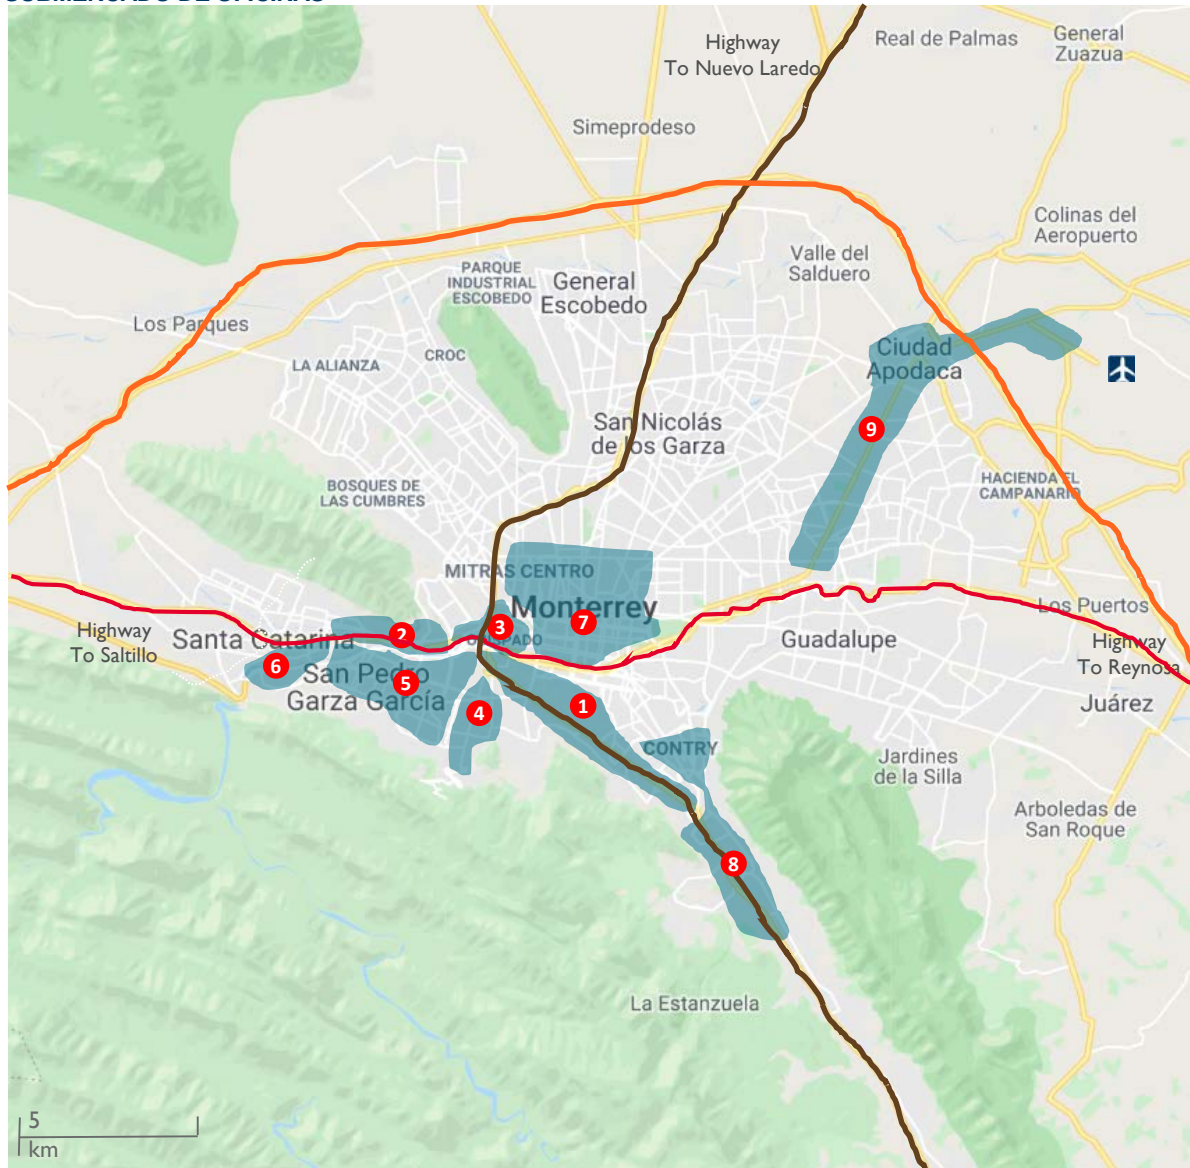 SUBMERCADO DE OFICINAS
Highway
To Nuevo Laredo
Real de Palmas
General
Zuazua
Simeprodeso
Colinas del
Aeropuerto
Valle del
Salduero
PARQUE
INDUSTRIAL
ESCOBEDO
General
Escobedo
Los Parques
LA ALIANZA
CROC
Ciudad
Apodaca
San Nicolás
de los Garza
9
BOSQUES DE
LAS CUMBRES
HACIENDA EL
CAMPANARIO
MITRAS CENTRO
Monterrey
7
3
2
Highway
To Saltillo
Santa Catarina
Guadalupe
Los Puertos
Highway
To Reynosa
6
San Pedro
Garza García
5
4
1
Juárez
CONTRY
Jardines
de la Silla
Arboledas de
San Roque
8
La Estanzuela
5
km